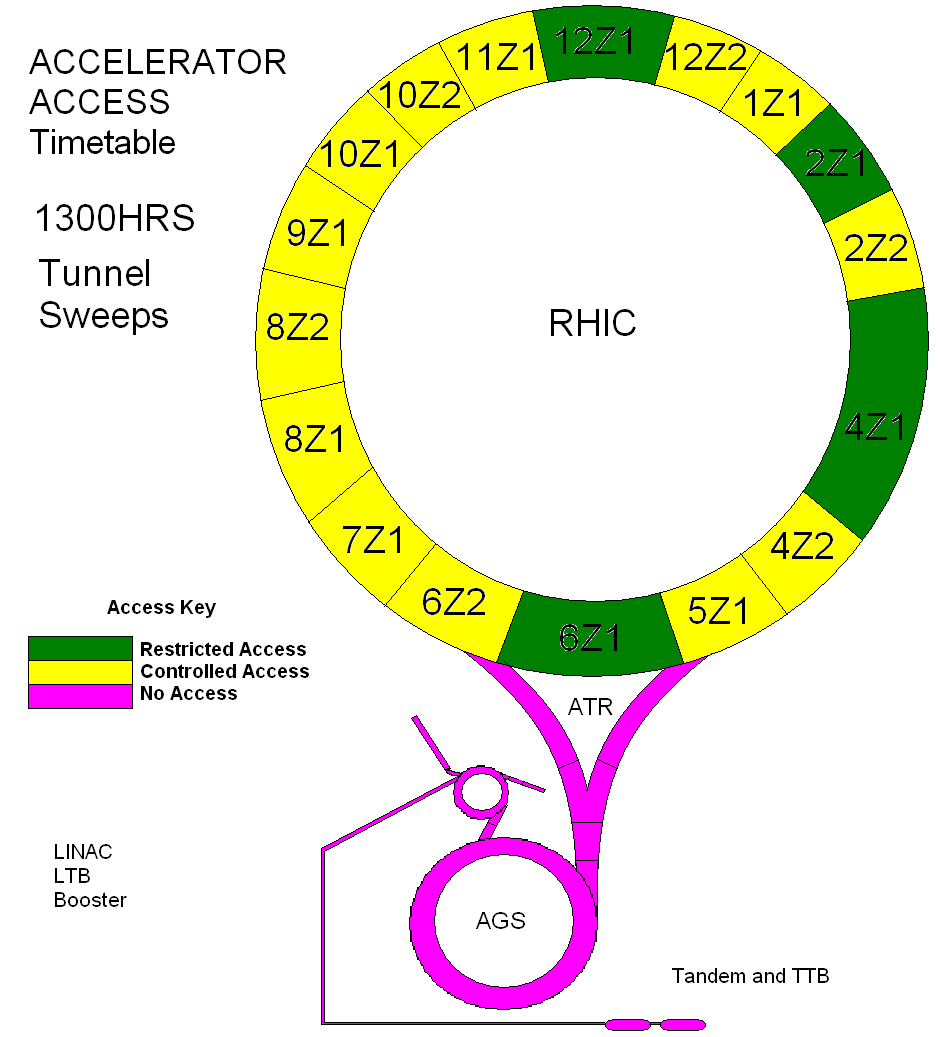 ACCELERATOR
ACCESS
Timetable
1300HRS
Tunnel
Sweeps
12Z1
12Z2
1Z1
2Z1
2Z2
4Z1
4Z2
5Z1
6Z1
6Z2
7Z1
8Z1
8Z2
9Z1
10Z1
10Z2
11Z1
RHIC
Access Key
Restricted Access
Controlled Access
No Access
ATR
LINAC
LTB
Booster
AGS
Tandem and TTB